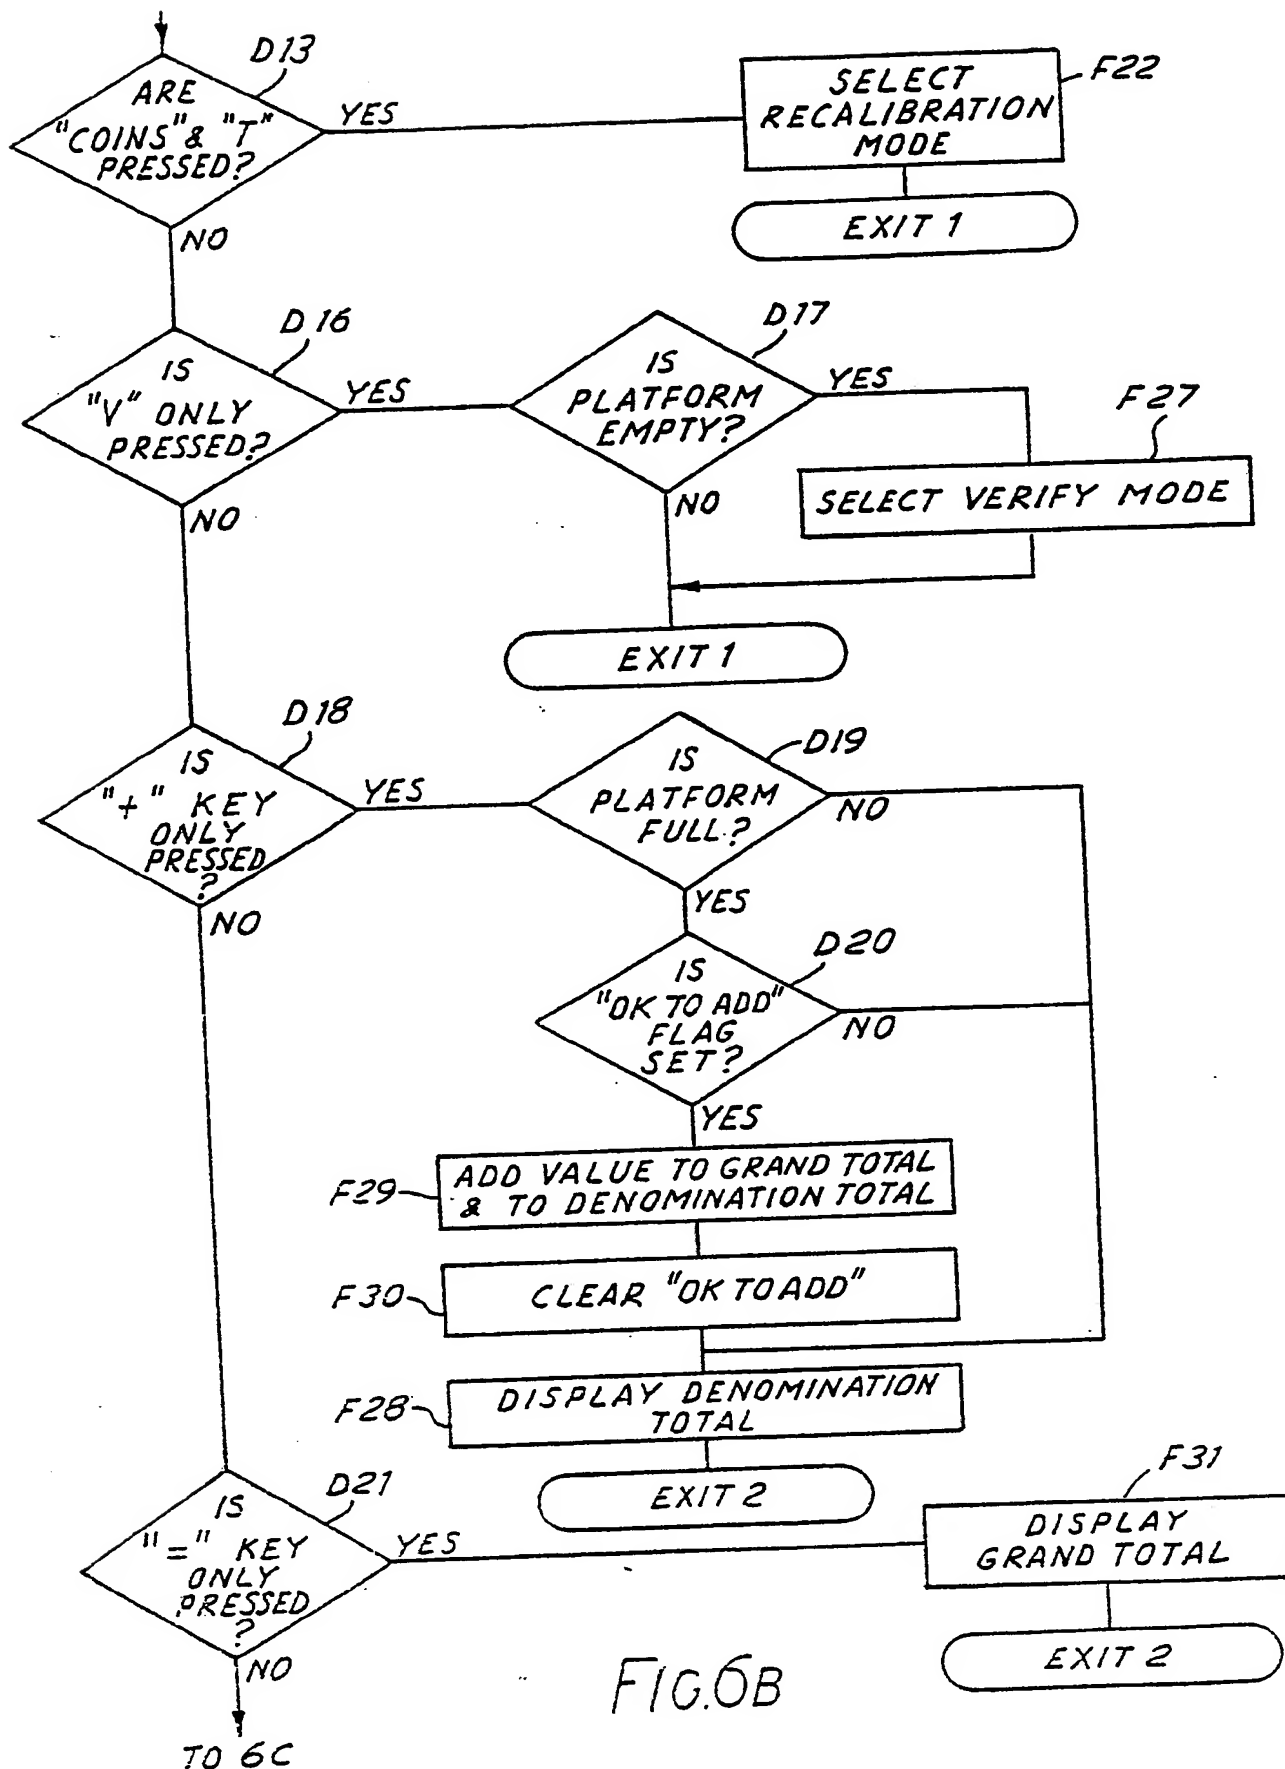 D13
ARE
"COINS" & "T"
PRESSED?
YES
NO
SELECT
RECALIBRATION
MODE
F22
EXIT 1
D16
IS
"V" ONLY
PRESSED?
YES
NO
D17
IS
PLATFORM
EMPTY?
YES
NO
F27
SELECT VERIFY MODE
EXIT 1
D18
IS
"+" KEY
ONLY
PRESSED
?
YES
NO
D19
IS
PLATFORM
FULL?
NO
YES
D20
IS
"OK TO ADD"
FLAG
SET?
NO
YES
F29
ADD VALUE TO GRAND TOTAL
& TO DENOMINATION TOTAL
F30
CLEAR "OK TO ADD"
F28
DISPLAY DENOMINATION
TOTAL
EXIT 2
D21
IS
"=" KEY
ONLY
PRESSED
?
YES
NO
F31
DISPLAY
GRAND TOTAL
EXIT 2
TO 6C
FIG.6B